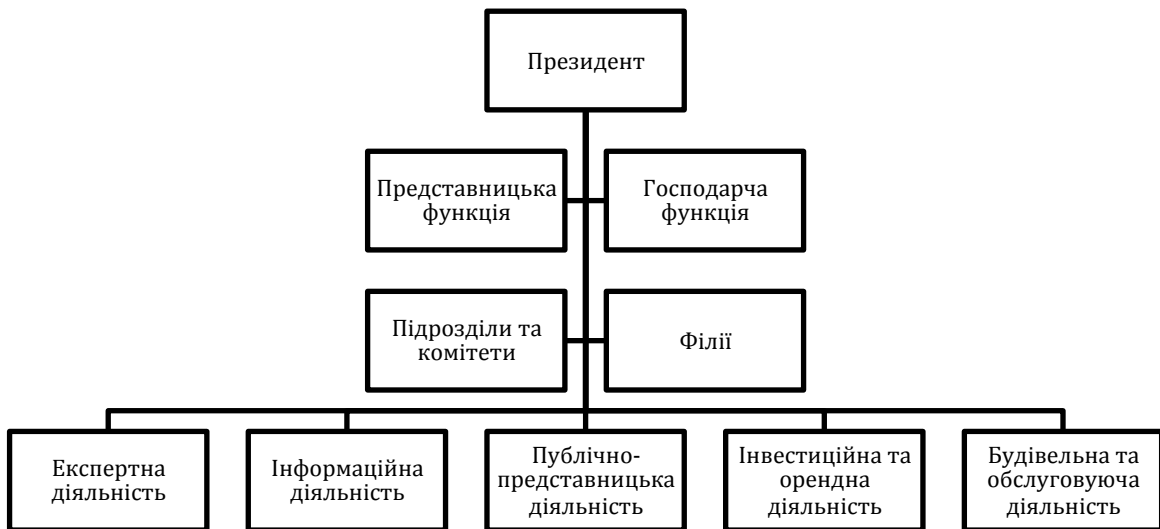 Президент
Представницька
функція
Господарча
функція
Підрозділи та
комітети
Філії
Експертна
діяльність
Інформаційна
діяльність
Публічно-
представницька
діяльність
Інвестиційна та
орендна
діяльність
Будівельна та
обслуговуюча
діяльність